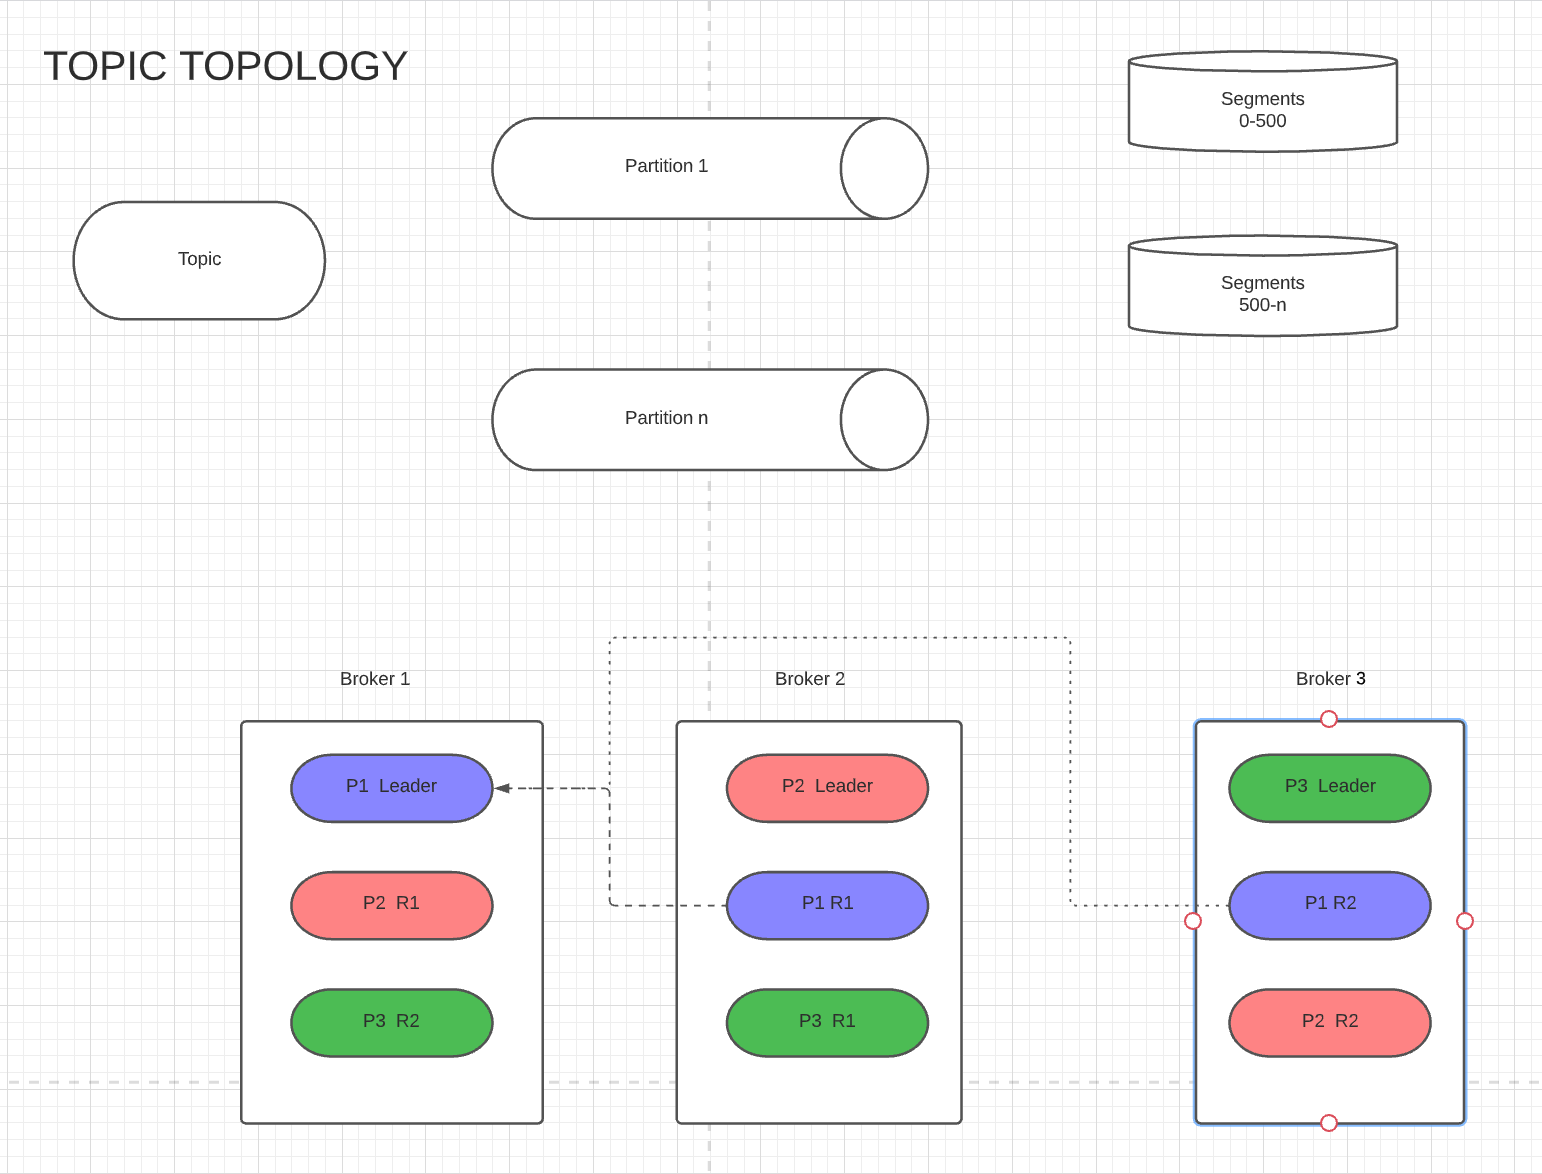 TOPIC TOPOLOGY
Segments
0-500
Partition 1
Topic
Segments
500-n
Partition n
Broker 1
Broker 2
Broker 3
P1 Leader
P2 Leader
P3 Leader
P2 R1
P1 R1
P1 R2
P3 R2
P3 R1
P2 R2